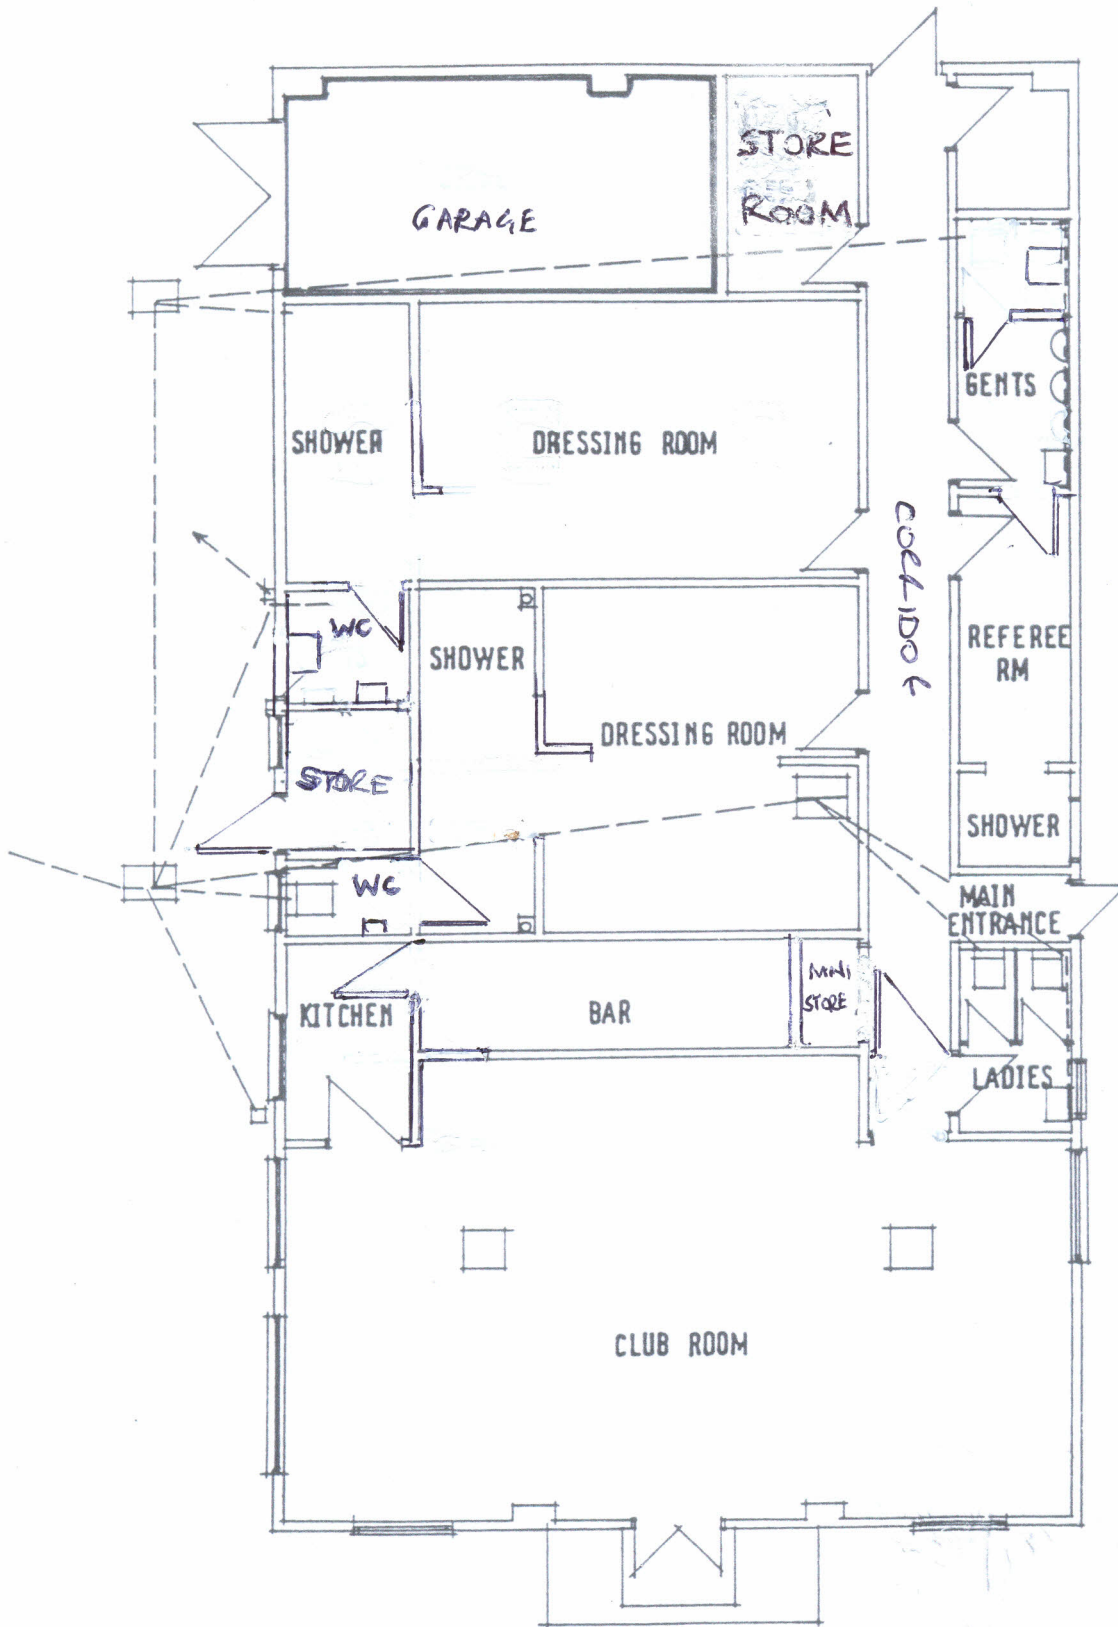 STORE
ROOM
GARAGE
GENTS
SHOWER
DRESSING ROOM
CORRIDOR
WC
SHOWER
REFEREE
RM
DRESSING ROOM
STORE
SHOWER
WC
MAIN
ENTRANCE
KITCHEN
BAR
MINI
STORE
LADIES
CLUB ROOM